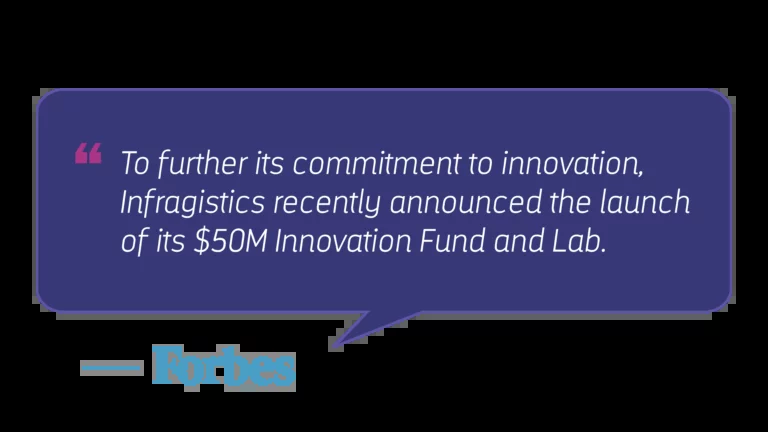 “ To further its commitment to innovation,
Infragistics recently announced the launch
of its $50M Innovation Fund and Lab.
— Forbes